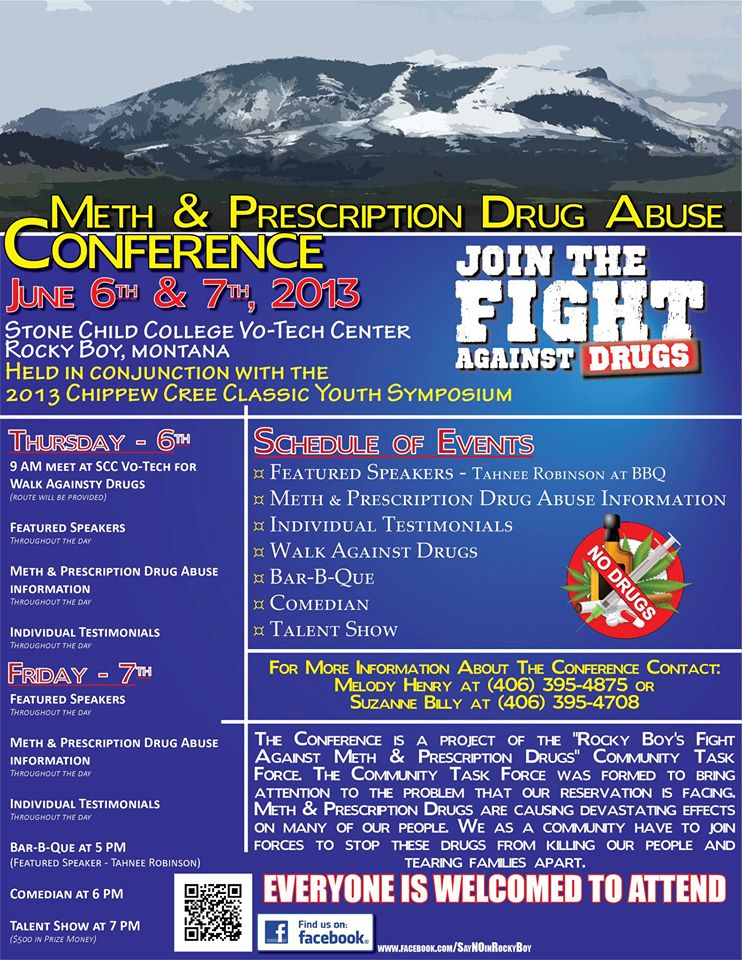 Meth & Prescription Drug Abuse
Conference
June 6th & 7th, 2013
Stone Child College Vo-Tech Center
Rocky Boy, Montana
Held in conjunction with the
2013 Chippew Cree Classic Youth Symposium
JOIN THE
FIGHT
AGAINST DRUGS
Thursday - 6th
9 AM meet at SCC Vo-Tech for
Walk Againsty Drugs
(route will be provided)
Featured Speakers
Throughout the day
Meth & Prescription Drug Abuse
information
Throughout the day
Individual Testimonials
Throughout the day
Friday - 7th
Featured Speakers
Throughout the day
Meth & Prescription Drug Abuse
information
Throughout the day
Individual Testimonials
Throughout the day
Bar-B-Que at 5 PM
(Featured Speaker - Tahnee Robinson)
Comedian at 6 PM
Talent Show at 7 PM
($500 in Prize Money)
Schedule of Events
¤ Featured Speakers - Tahnee Robinson at BBQ
¤ Meth & Prescription Drug Abuse Information
¤ Individual Testimonials
¤ Walk Against Drugs
¤ Bar-B-Que
¤ Comedian
¤ Talent Show
NO DRUGS
For More Information About The Conference Contact:
Melody Henry at (406) 395-4875 or
Suzanne Billy at (406) 395-4708
The Conference is a project of the "Rocky Boy's Fight
Against Meth & Prescription Drugs" Community Task
Force. The Community Task Force was formed to bring
attention to the problem that our reservation is facing.
Meth & Prescription Drugs are causing devastating effects
on many of our people. We as a community have to join
forces to stop these drugs from killing our people and
tearing families apart.
EVERYONE IS WELCOMED TO ATTEND
Find us on:
facebook.
www.facebook.com/SayNOinRockyBoy